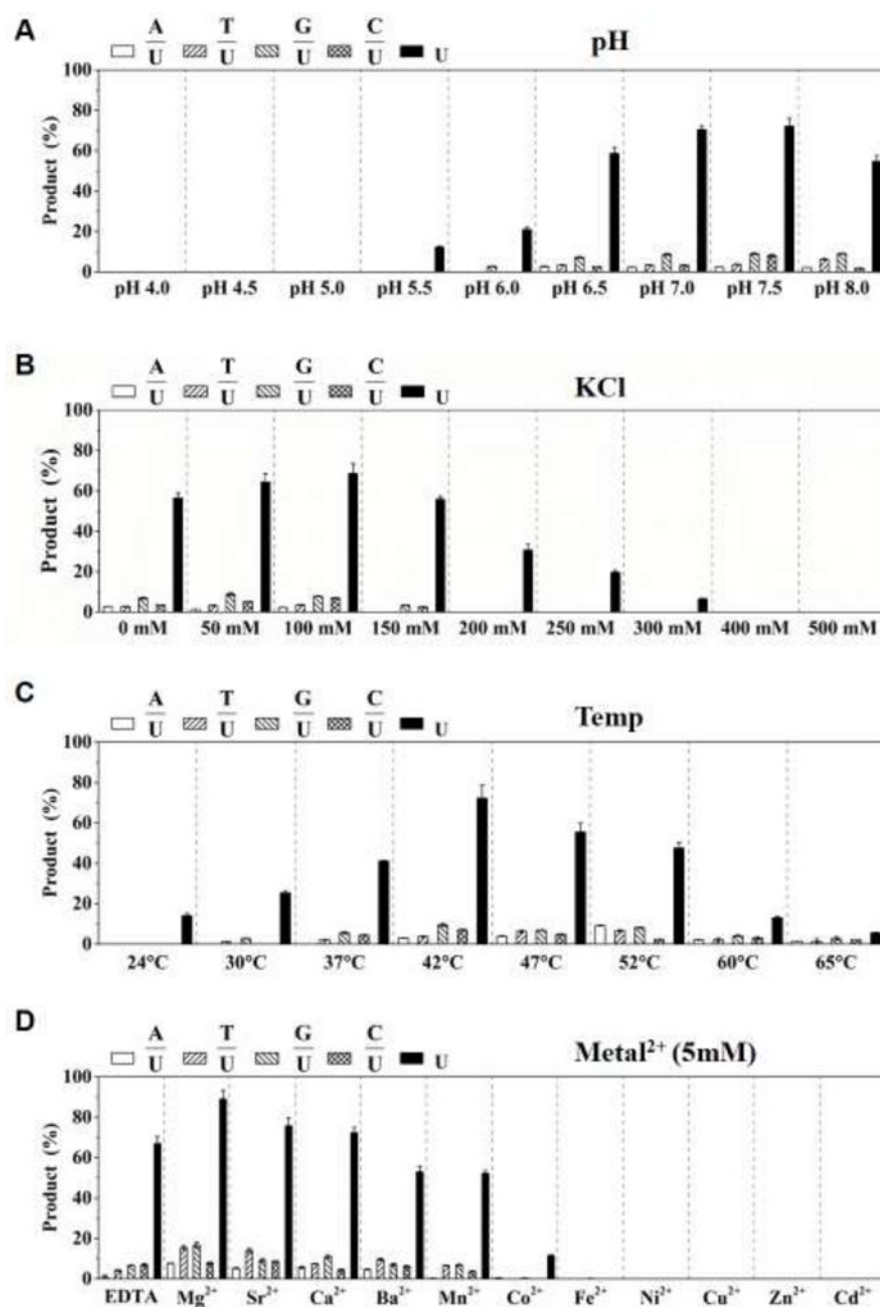 A
A T G C
U U U U U
pH
Product (%)
100
80
60
40
20
0
pH 4.0 pH 4.5 pH 5.0 pH 5.5 pH 6.0 pH 6.5 pH 7.0 pH 7.5 pH 8.0
B
A T G C
U U U U U
KCl
Product (%)
100
80
60
40
20
0
0 mM 50 mM 100 mM 150 mM 200 mM 250 mM 300 mM 400 mM 500 mM
C
A T G C
U U U U U
Temp
Product (%)
100
80
60
40
20
0
24°C 30°C 37°C 42°C 47°C 52°C 60°C 65°C
D
A T G C
U U U U U
Metal²⁺ (5mM)
Product (%)
100
80
60
40
20
0
EDTA Mg²⁺ Sr²⁺ Ca²⁺ Ba²⁺ Mn²⁺ Co²⁺ Fe²⁺ Ni²⁺ Cu²⁺ Zn²⁺ Cd²⁺